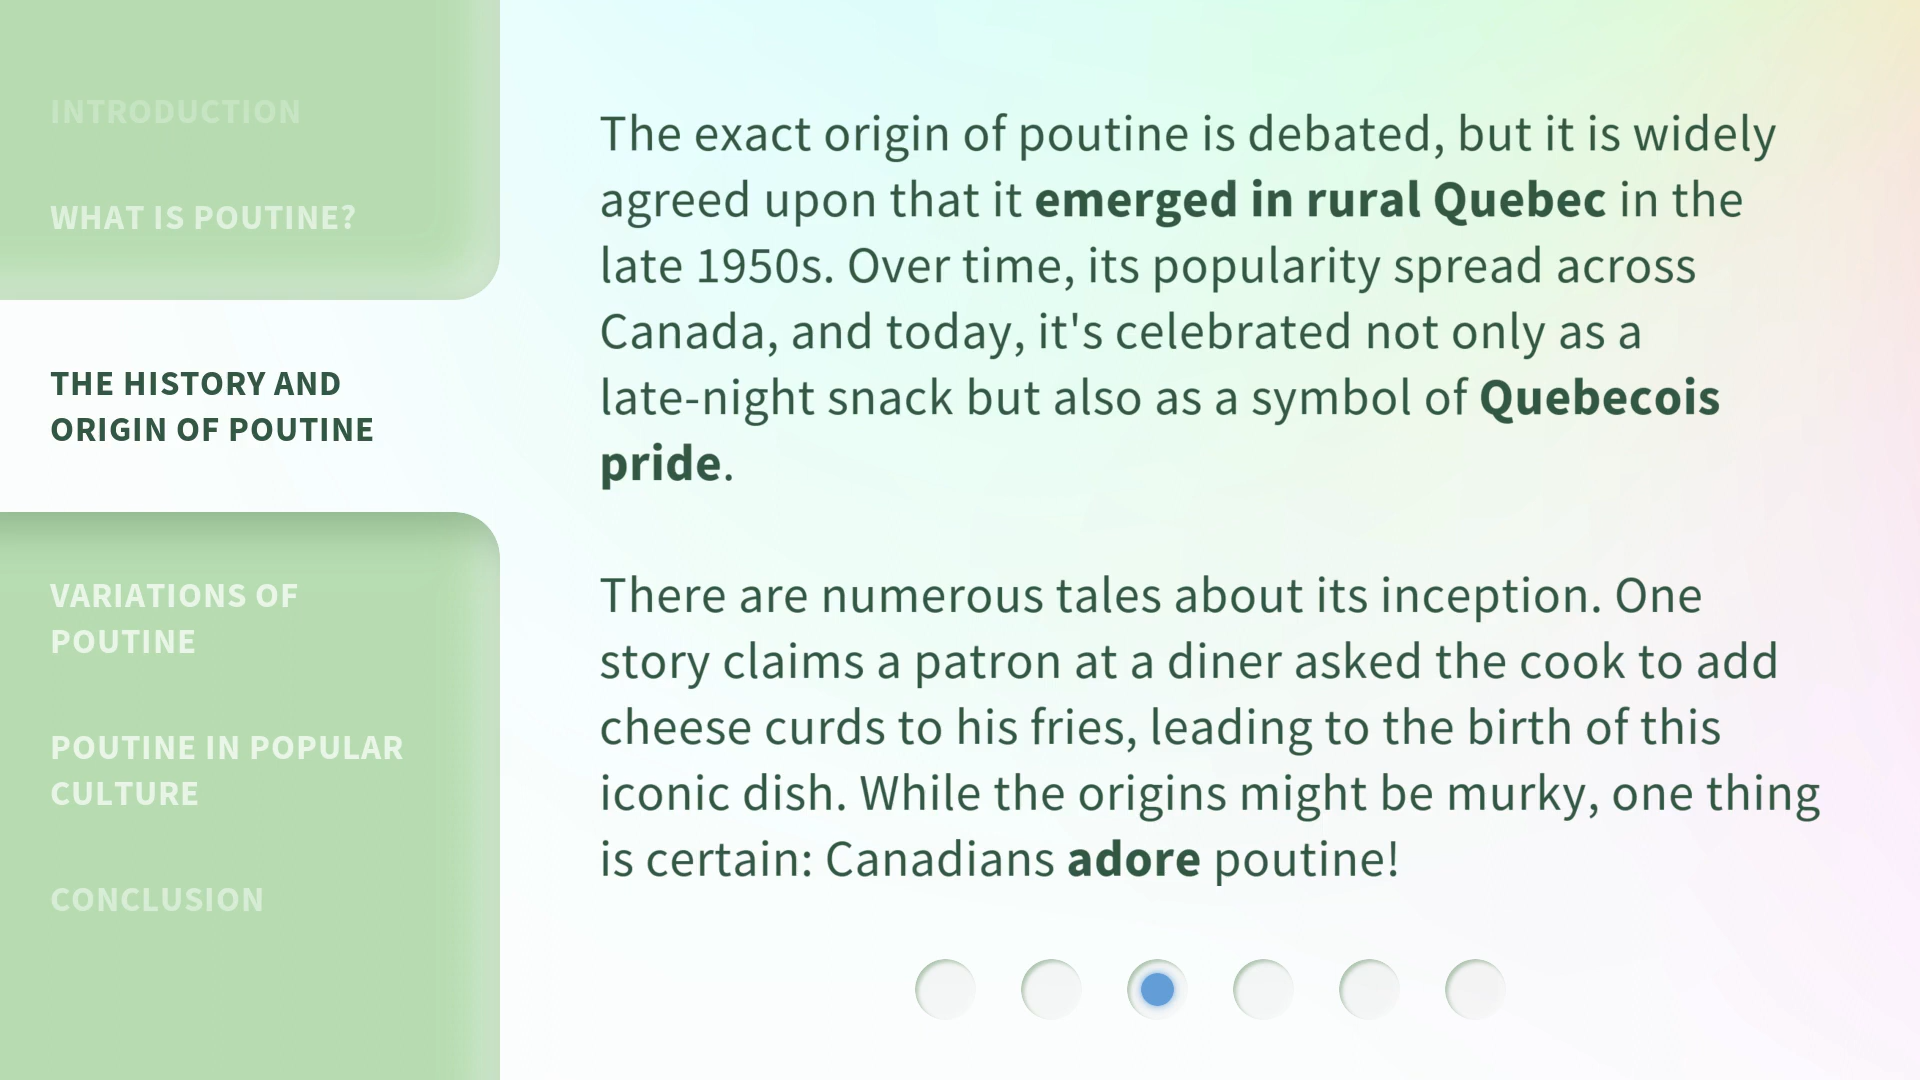 INTRODUCTION
WHAT IS POUTINE?
THE HISTORY AND
ORIGIN OF POUTINE
VARIATIONS OF
POUTINE
POUTINE IN POPULAR
CULTURE
CONCLUSION
The exact origin of poutine is debated, but it is widely
agreed upon that it emerged in rural Quebec in the
late 1950s. Over time, its popularity spread across
Canada, and today, it's celebrated not only as a
late-night snack but also as a symbol of Quebecois
pride.
There are numerous tales about its inception. One
story claims a patron at a diner asked the cook to add
cheese curds to his fries, leading to the birth of this
iconic dish. While the origins might be murky, one thing
is certain: Canadians adore poutine!